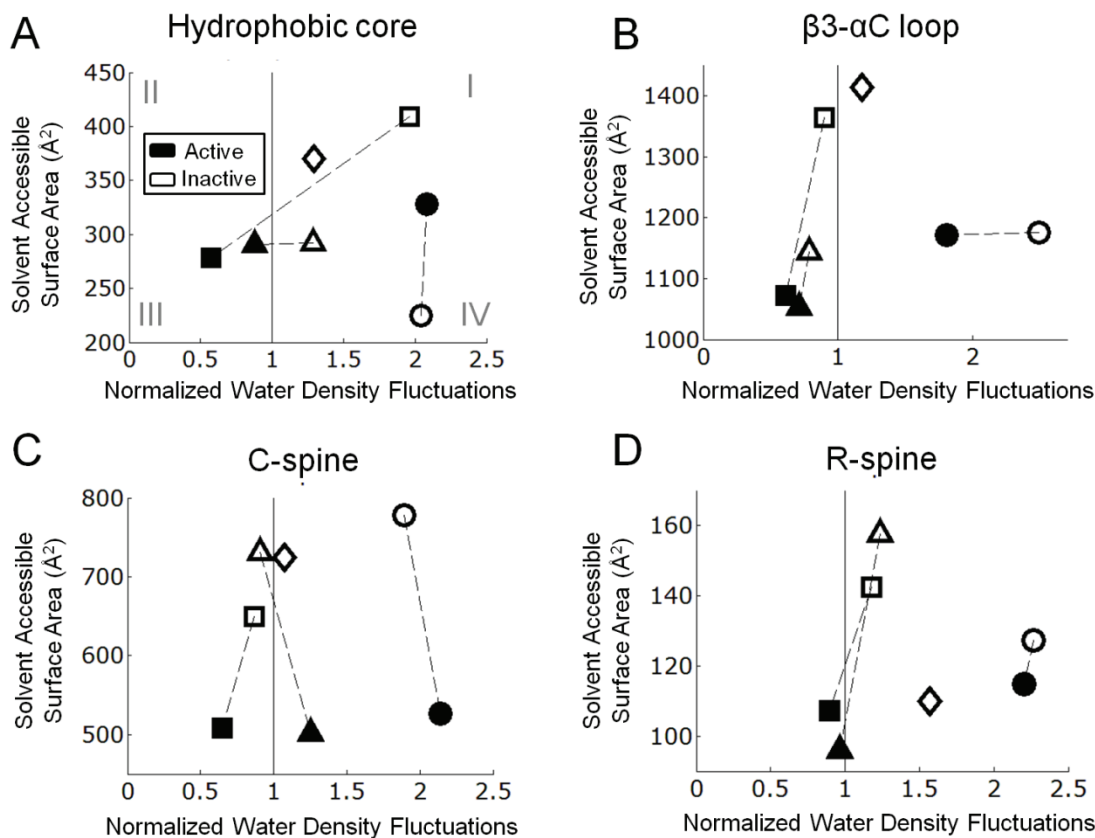 A
Hydrophobic core
Solvent Accessible
Surface Area (Å²)
450
400
350
300
250
200
II
I
Active
Inactive
III
IV
0
0.5
1
1.5
2
2.5
Normalized Water Density Fluctuations
B
β3-αC loop
Solvent Accessible
Surface Area (Å²)
1400
1300
1200
1100
1000
0
1
2
Normalized Water Density Fluctuations
C
C-spine
Solvent Accessible
Surface Area (Å²)
800
700
600
500
0
0.5
1
1.5
2
2.5
Normalized Water Density Fluctuations
D
R-spine
Solvent Accessible
Surface Area (Å²)
160
140
120
100
0
0.5
1
1.5
2
2.5
Normalized Water Density Fluctuations